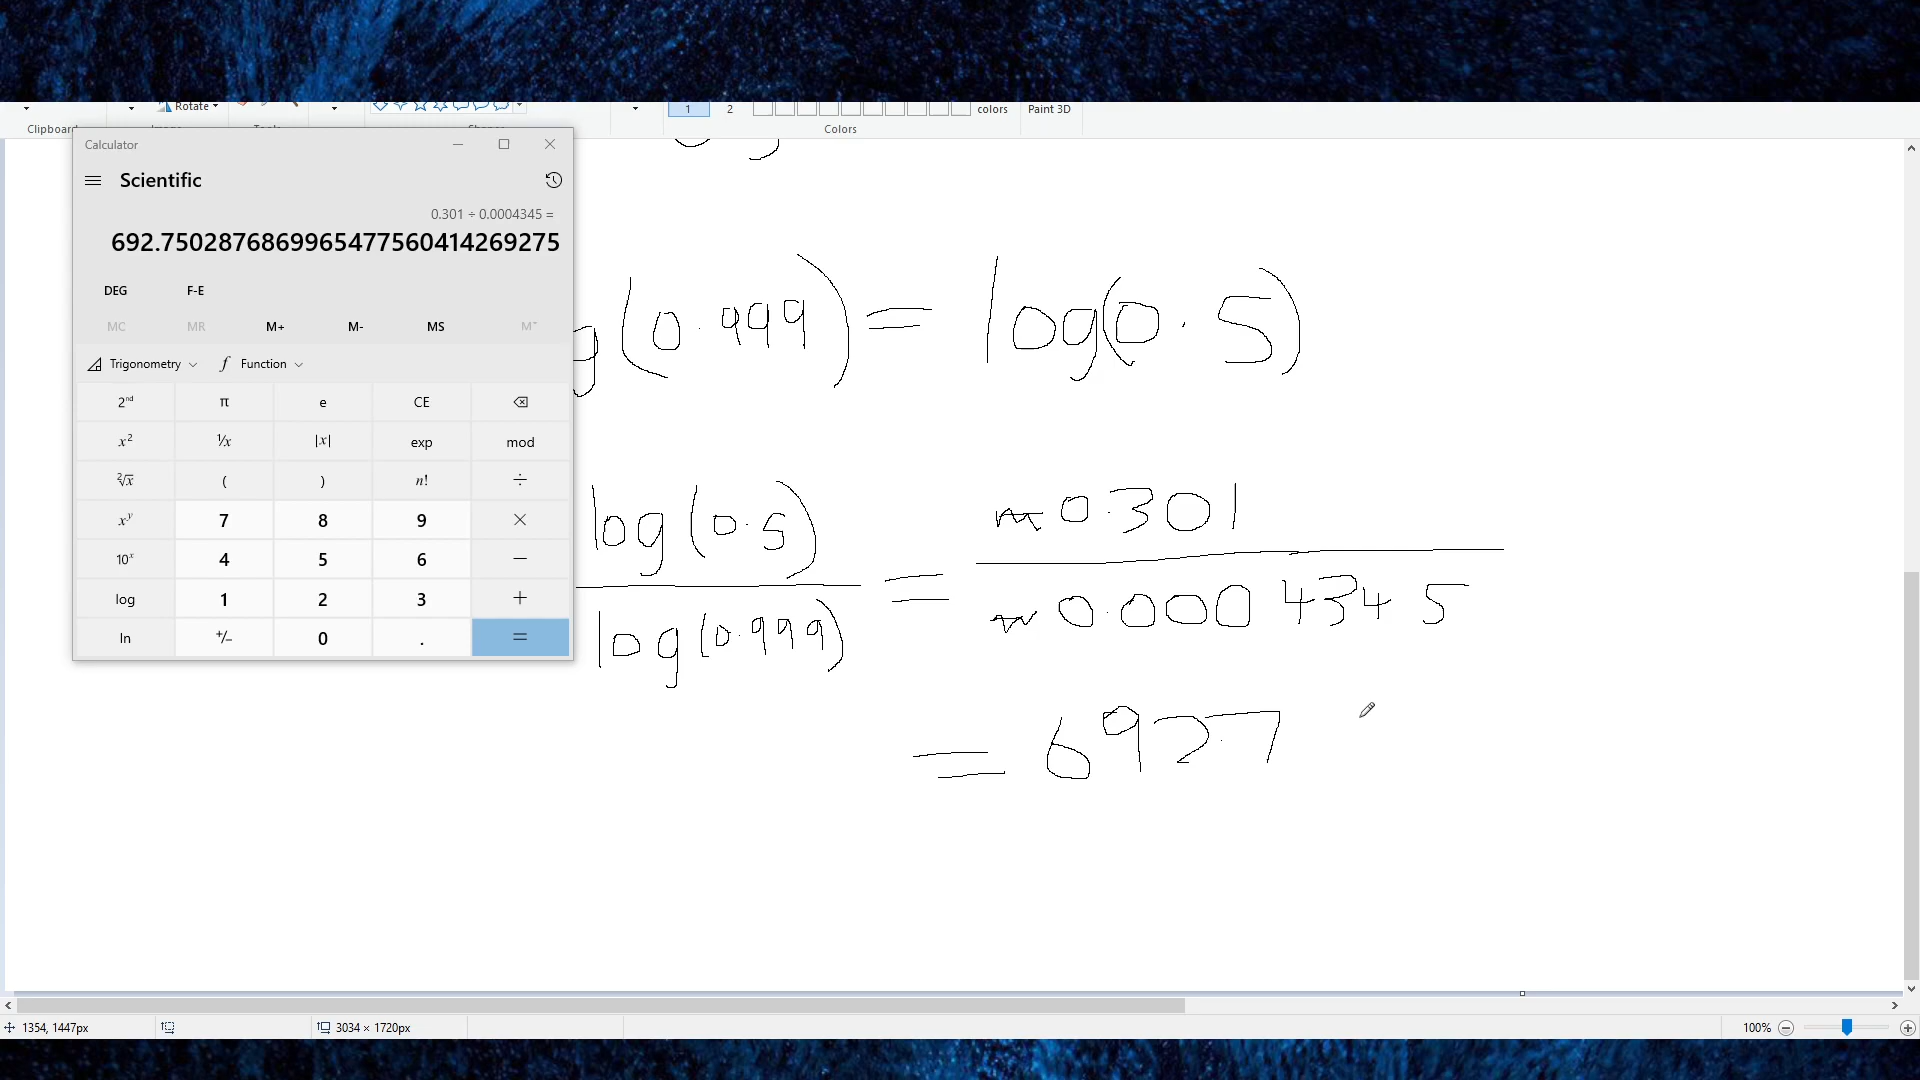 Rotate
colors
Paint 3D
1 2
Clipboard
Colors
Calculator
Scientific
0.301 ÷ 0.0004345 =
692.75028768699654775604142692​75
DEG F-E
MC MR M+ M- MS M˅
Trigonometry f Function
2ⁿᵈ π e CE
x² ¹/x |x| exp mod
²√x ( ) n! ÷
xʸ 7 8 9 ×
10ˣ 4 5 6 −
log 1 2 3 +
ln +/− 0 . =
g(0.999) = log(0.5)
log(0.5) = 0.301
log(0.999) 0.0004345
= 692.7
1354, 1447px
3034 × 1720px
100%